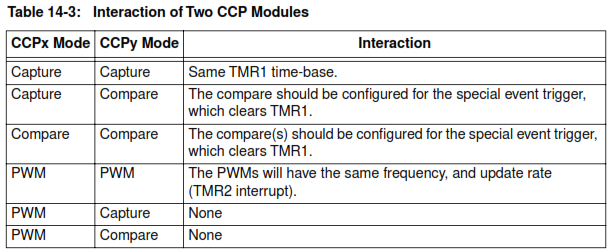 Table 14-3: Interaction of Two CCP Modules
CCPx Mode CCPy Mode Interaction
Capture Capture Same TMR1 time-base.
Capture Compare The compare should be configured for the special event trigger,
which clears TMR1.
Compare Compare The compare(s) should be configured for the special event trigger,
which clears TMR1.
PWM PWM The PWMs will have the same frequency, and update rate
(TMR2 interrupt).
PWM Capture None
PWM Compare None